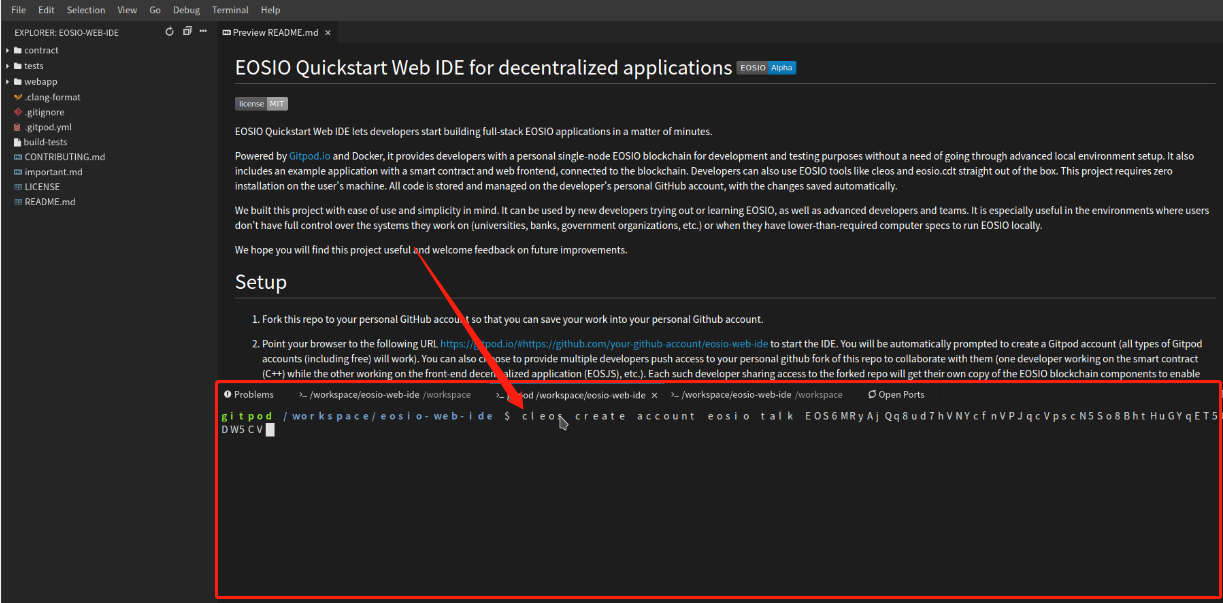 File Edit Selection View Go Debug Terminal Help
EXPLORER: EOSIO-WEB-IDE
Preview README.md ×
contract
tests
webapp
.clang-format
.gitignore
.gitpod.yml
build-tests
CONTRIBUTING.md
important.md
LICENSE
README.md
EOSIO Quickstart Web IDE for decentralized applications EOSIO Alpha
license MIT
EOSIO Quickstart Web IDE lets developers start building full-stack EOSIO applications in a matter of minutes.
Powered by Gitpod.io and Docker, it provides developers with a personal single-node EOSIO blockchain for development and testing purposes without a need of going through advanced local environment setup. It also
includes an example application with a smart contract and web frontend, connected to the blockchain. Developers can also use EOSIO tools like cleos and eosio.cdt straight out of the box. This project requires zero
installation on the user's machine. All code is stored and managed on the developer's personal GitHub account, with the changes saved automatically.
We built this project with ease of use and simplicity in mind. It can be used by new developers trying out or learning EOSIO, as well as advanced developers and teams. It is especially useful in the environments where users
don't have full control over the systems they work on (universities, banks, government organizations, etc.) or when they have lower-than-required computer specs to run EOSIO locally.
We hope you will find this project useful and welcome feedback on future improvements.
Setup
1. Fork this repo to your personal GitHub account so that you can save your work into your personal Github account.
2. Point your browser to the following URL https://gitpod.io/#https://github.com/your-github-account/eosio-web-ide to start the IDE. You will be automatically prompted to create a Gitpod account (all types of Gitpod
accounts (including free) will work). You can also choose to provide multiple developers push access to your personal github fork of this repo to collaborate with them (one developer working on the smart contract
(C++) while the other working on the front-end decentralized application (EOSJS), etc.). Each such developer sharing access to the forked repo will get their own copy of the EOSIO blockchain components to enable
Problems >_ /workspace/eosio-web-ide /workspace >_ gitpod /workspace/eosio-web-ide × >_ /workspace/eosio-web-ide /workspace Open Ports
gitpod /workspace/eosio-web-ide $ cleos create account eosio talk EOS6MRyAjQq8ud7hVNYcfnVPJqcVpscN5So8BhtHuGYqET5
DW5CV